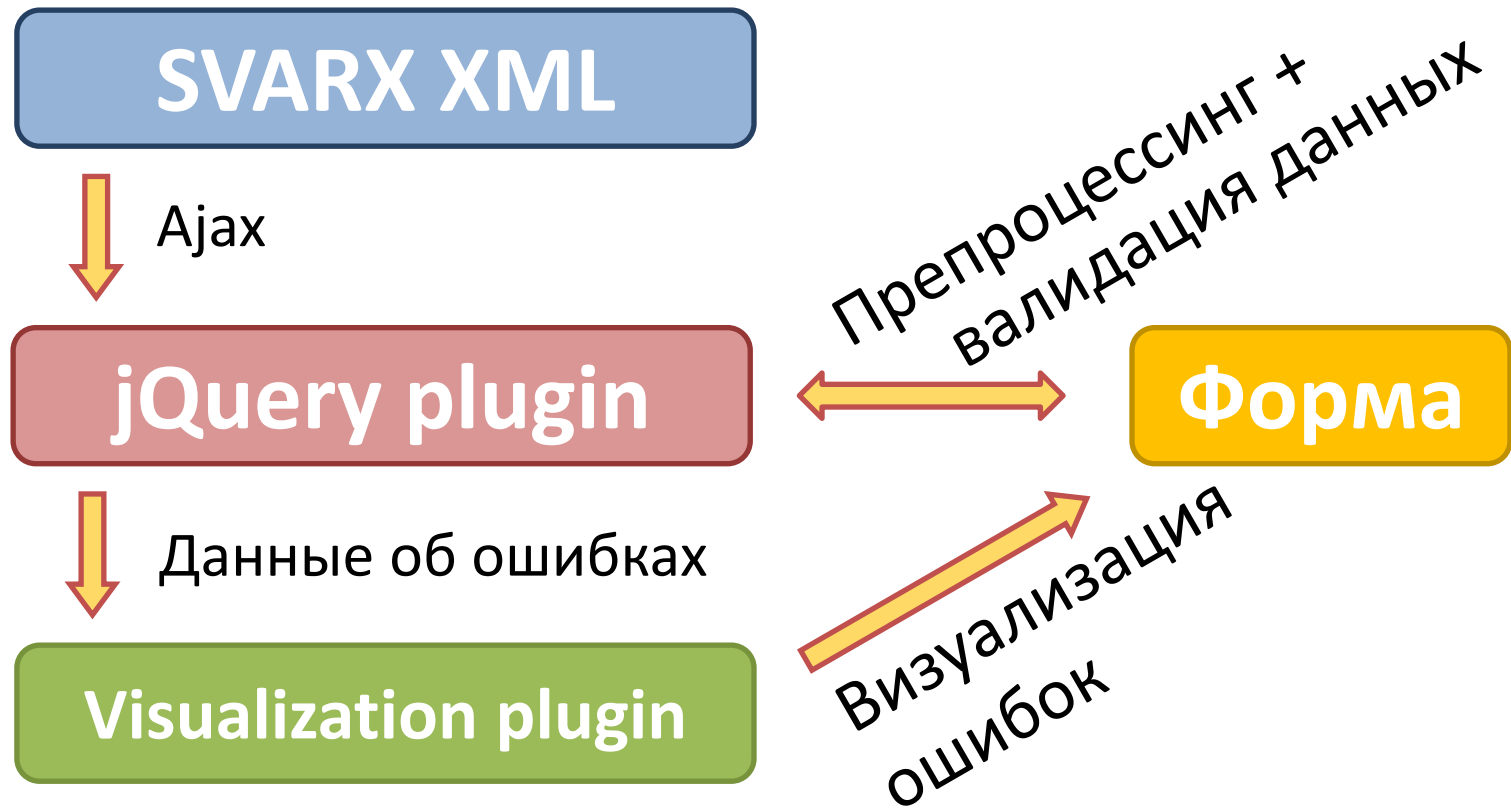 SVARX XML
Ajax
Препроцессинг +
валидация данных
jQuery plugin
Форма
Данные об ошибках
Визуализация
ошибок
Visualization plugin